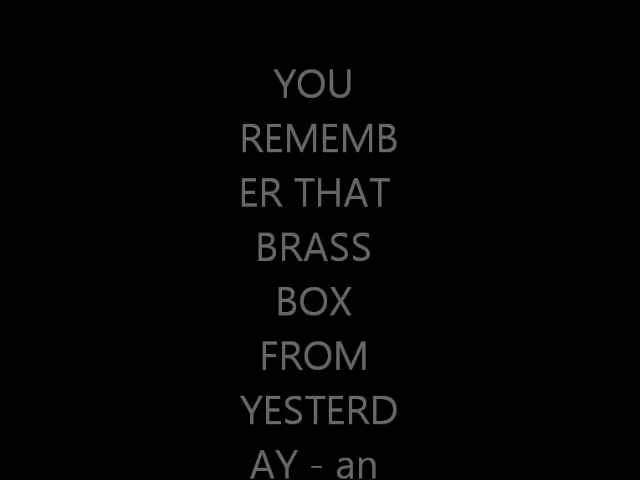 YOU
REMEMB
ER THAT
BRASS
BOX
FROM
YESTERD
AY - an